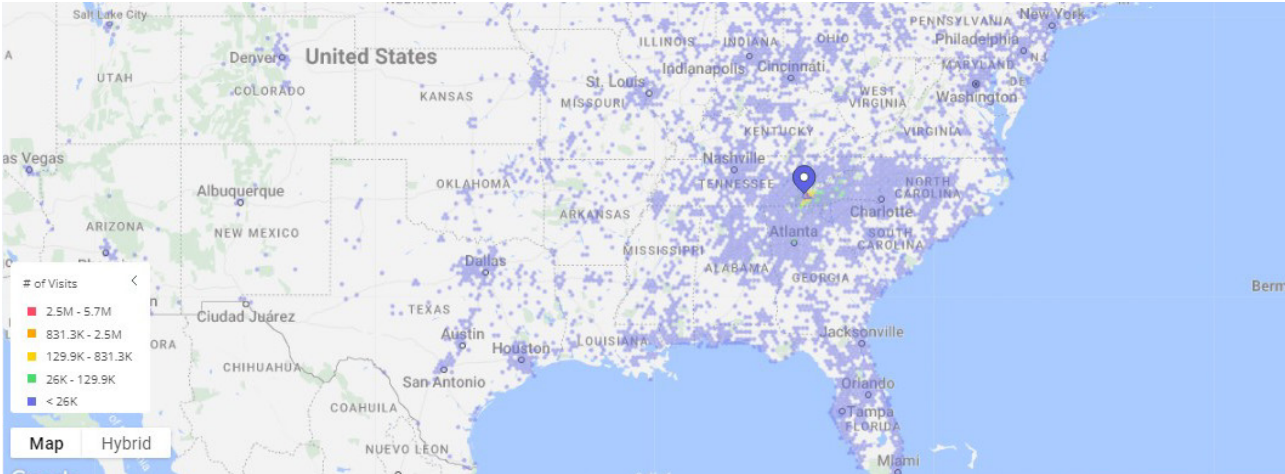 Salt Lake City
PENNSYLVANIA
New York
ILLINOIS
INDIANA
OHIO
Philadelphia
Denver
United States
Indianapolis
Cincinnati
MARYLAND
N.J.
UTAH
COLORADO
KANSAS
St. Louis
MISSOURI
WEST
VIRGINIA
DE
Washington
KENTUCKY
VIRGINIA
as Vegas
Nashville
Albuquerque
OKLAHOMA
TENNESSEE
NORTH
CAROLINA
ARIZONA
NEW MEXICO
ARKANSAS
Charlotte
Atlanta
SOUTH
CAROLINA
MISSISSIPPI
Dallas
ALABAMA
GEORGIA
# of Visits
2.5M - 5.7M
831.3K - 2.5M
129.9K - 831.3K
26K - 129.9K
< 26K
Berm
Ciudad Juárez
TEXAS
ORA
Austin
Houston
LOUISIANA
Jacksonville
CHIHUAHUA
San Antonio
Orlando
COAHUILA
Tampa
FLORIDA
Map
Hybrid
NUEVO LEON
Miami